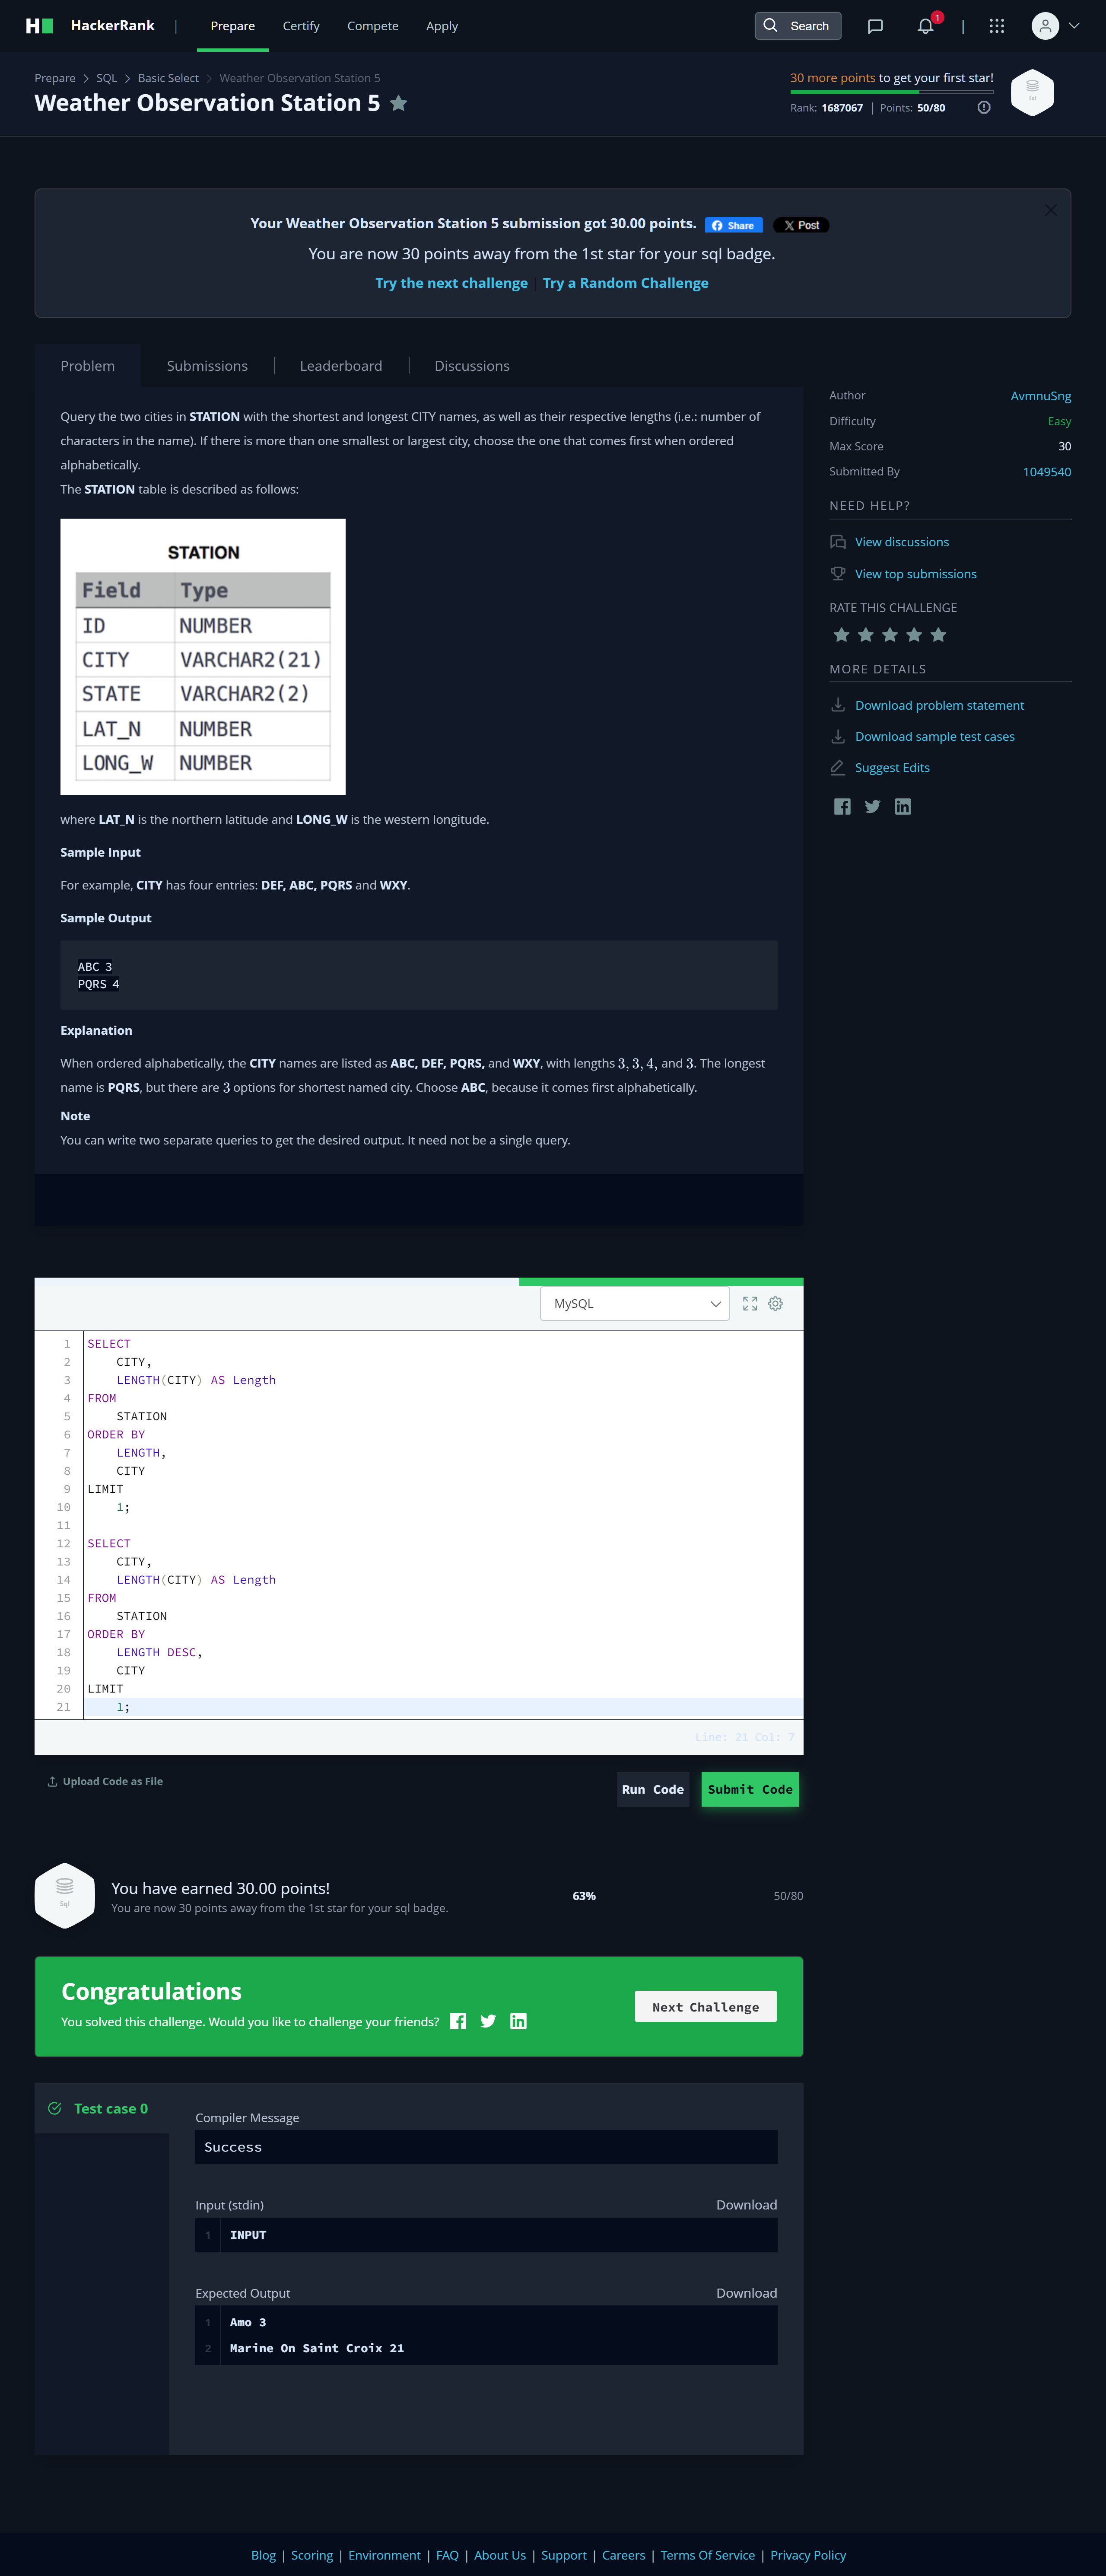 HackerRank | Prepare Certify Compete Apply Search 1
Prepare > SQL > Basic Select > Weather Observation Station 5
Weather Observation Station 5
30 more points to get your first star!
Rank: 1687067 | Points: 50/80
Sql
Your Weather Observation Station 5 submission got 30.00 points. Share Post
You are now 30 points away from the 1st star for your sql badge.
Try the next challenge | Try a Random Challenge
Problem Submissions Leaderboard Discussions
Query the two cities in STATION with the shortest and longest CITY names, as well as their respective lengths (i.e.: number of
characters in the name). If there is more than one smallest or largest city, choose the one that comes first when ordered
alphabetically.
The STATION table is described as follows:
STATION
Field Type
ID NUMBER
CITY VARCHAR2(21)
STATE VARCHAR2(2)
LAT_N NUMBER
LONG_W NUMBER
where LAT_N is the northern latitude and LONG_W is the western longitude.
Sample Input
For example, CITY has four entries: DEF, ABC, PQRS and WXY.
Sample Output
ABC 3
PQRS 4
Explanation
When ordered alphabetically, the CITY names are listed as ABC, DEF, PQRS, and WXY, with lengths 3, 3, 4, and 3. The longest
name is PQRS, but there are 3 options for shortest named city. Choose ABC, because it comes first alphabetically.
Note
You can write two separate queries to get the desired output. It need not be a single query.
Author AvmnuSng
Difficulty Easy
Max Score 30
Submitted By 1049540
NEED HELP?
View discussions
View top submissions
RATE THIS CHALLENGE
MORE DETAILS
Download problem statement
Download sample test cases
Suggest Edits
MySQL
1 SELECT
2 CITY,
3 LENGTH(CITY) AS Length
4 FROM
5 STATION
6 ORDER BY
7 LENGTH,
8 CITY
9 LIMIT
10 1;
11
12 SELECT
13 CITY,
14 LENGTH(CITY) AS Length
15 FROM
16 STATION
17 ORDER BY
18 LENGTH DESC,
19 CITY
20 LIMIT
21 1;
Line: 21 Col: 7
Upload Code as File
Run Code Submit Code
Sql
You have earned 30.00 points!
You are now 30 points away from the 1st star for your sql badge.
63% 50/80
Congratulations
You solved this challenge. Would you like to challenge your friends?
Next Challenge
Test case 0
Compiler Message
Success
Input (stdin) Download
1 INPUT
Expected Output Download
1 Amo 3
2 Marine On Saint Croix 21
Blog | Scoring | Environment | FAQ | About Us | Support | Careers | Terms Of Service | Privacy Policy